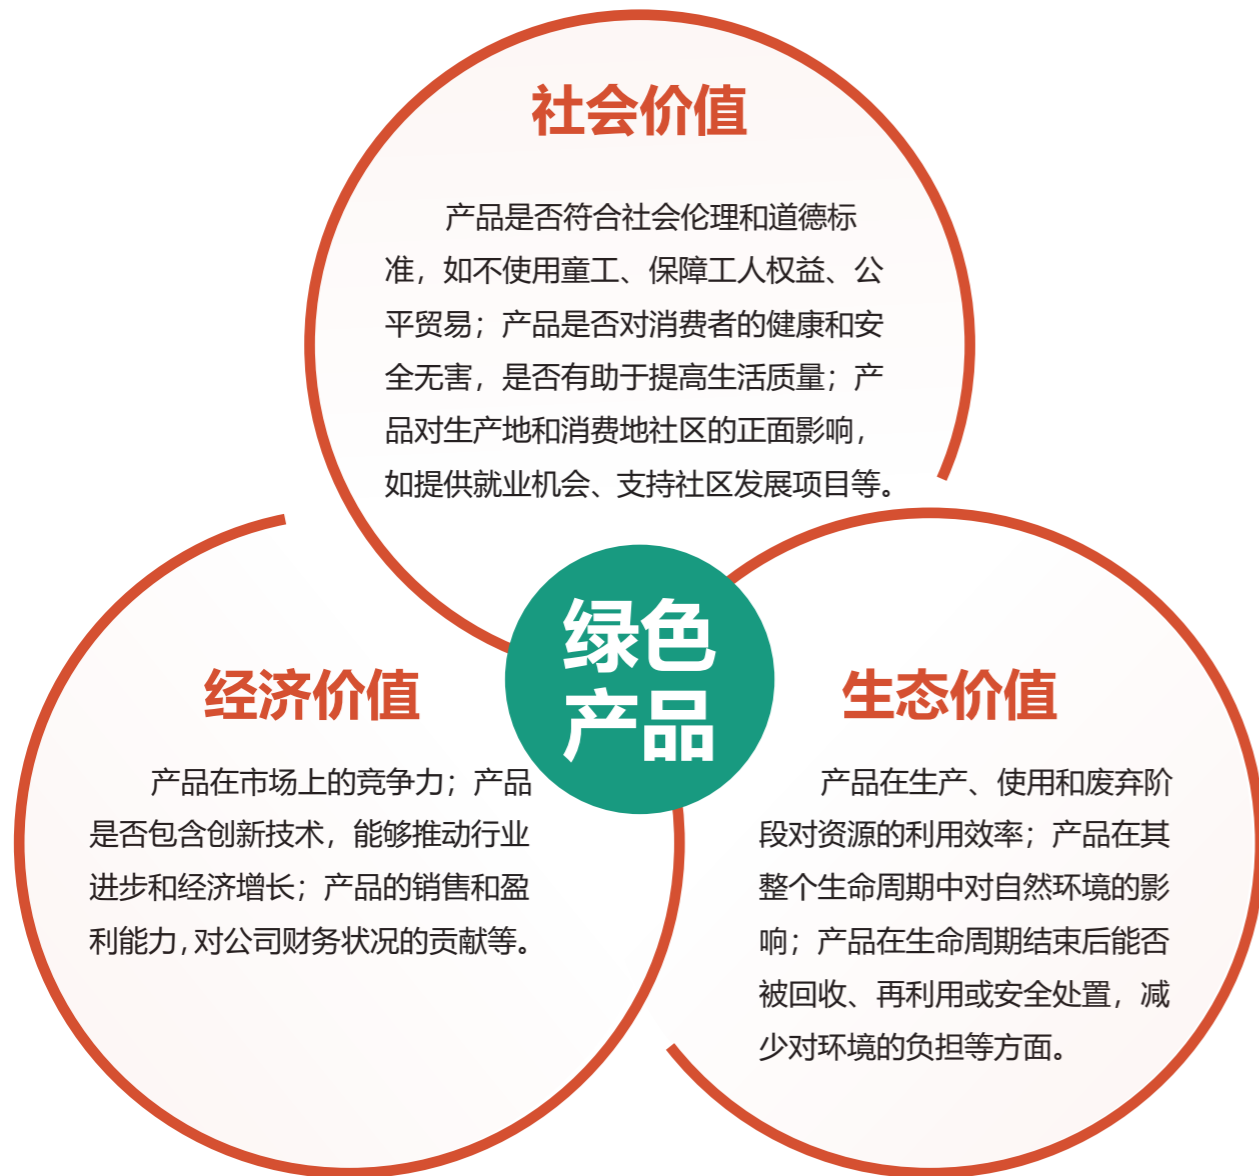 社会价值
产品是否符合社会伦理和道德标
准，如不使用童工、保障工人权益、公
平贸易；产品是否对消费者的健康和安
全无害，是否有助于提高生活质量；产
品对生产地和消费地社区的正面影响，
如提供就业机会、支持社区发展项目等。
绿色
产品
经济价值
产品在市场上的竞争力；产品
是否包含创新技术，能够推动行业
进步和经济增长；产品的销售和盈
利能力，对公司财务状况的贡献等。
生态价值
产品在生产、使用和废弃阶
段对资源的利用效率；产品在其
整个生命周期中对自然环境的影
响；产品在生命周期结束后能否
被回收、再利用或安全处置，减
少对环境的负担等方面。